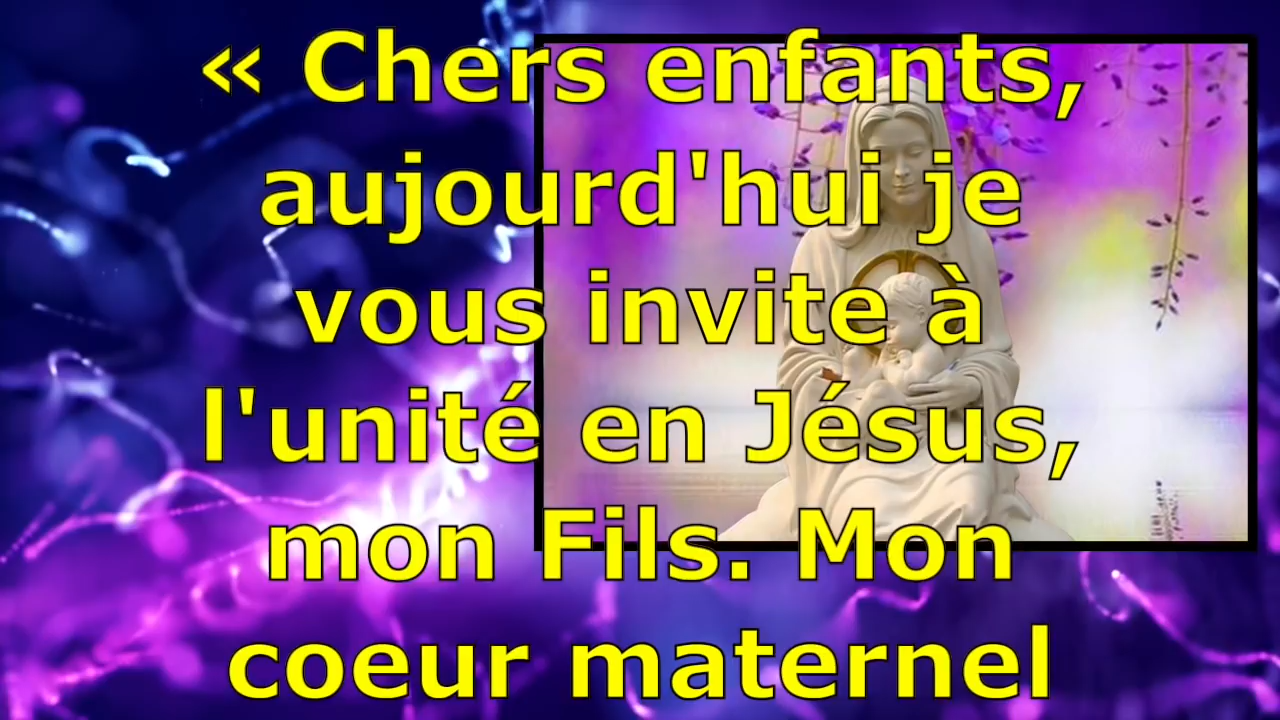 « Chers enfants,
aujourd'hui je
vous invite à
l'unité en Jésus,
mon Fils. Mon
coeur maternel